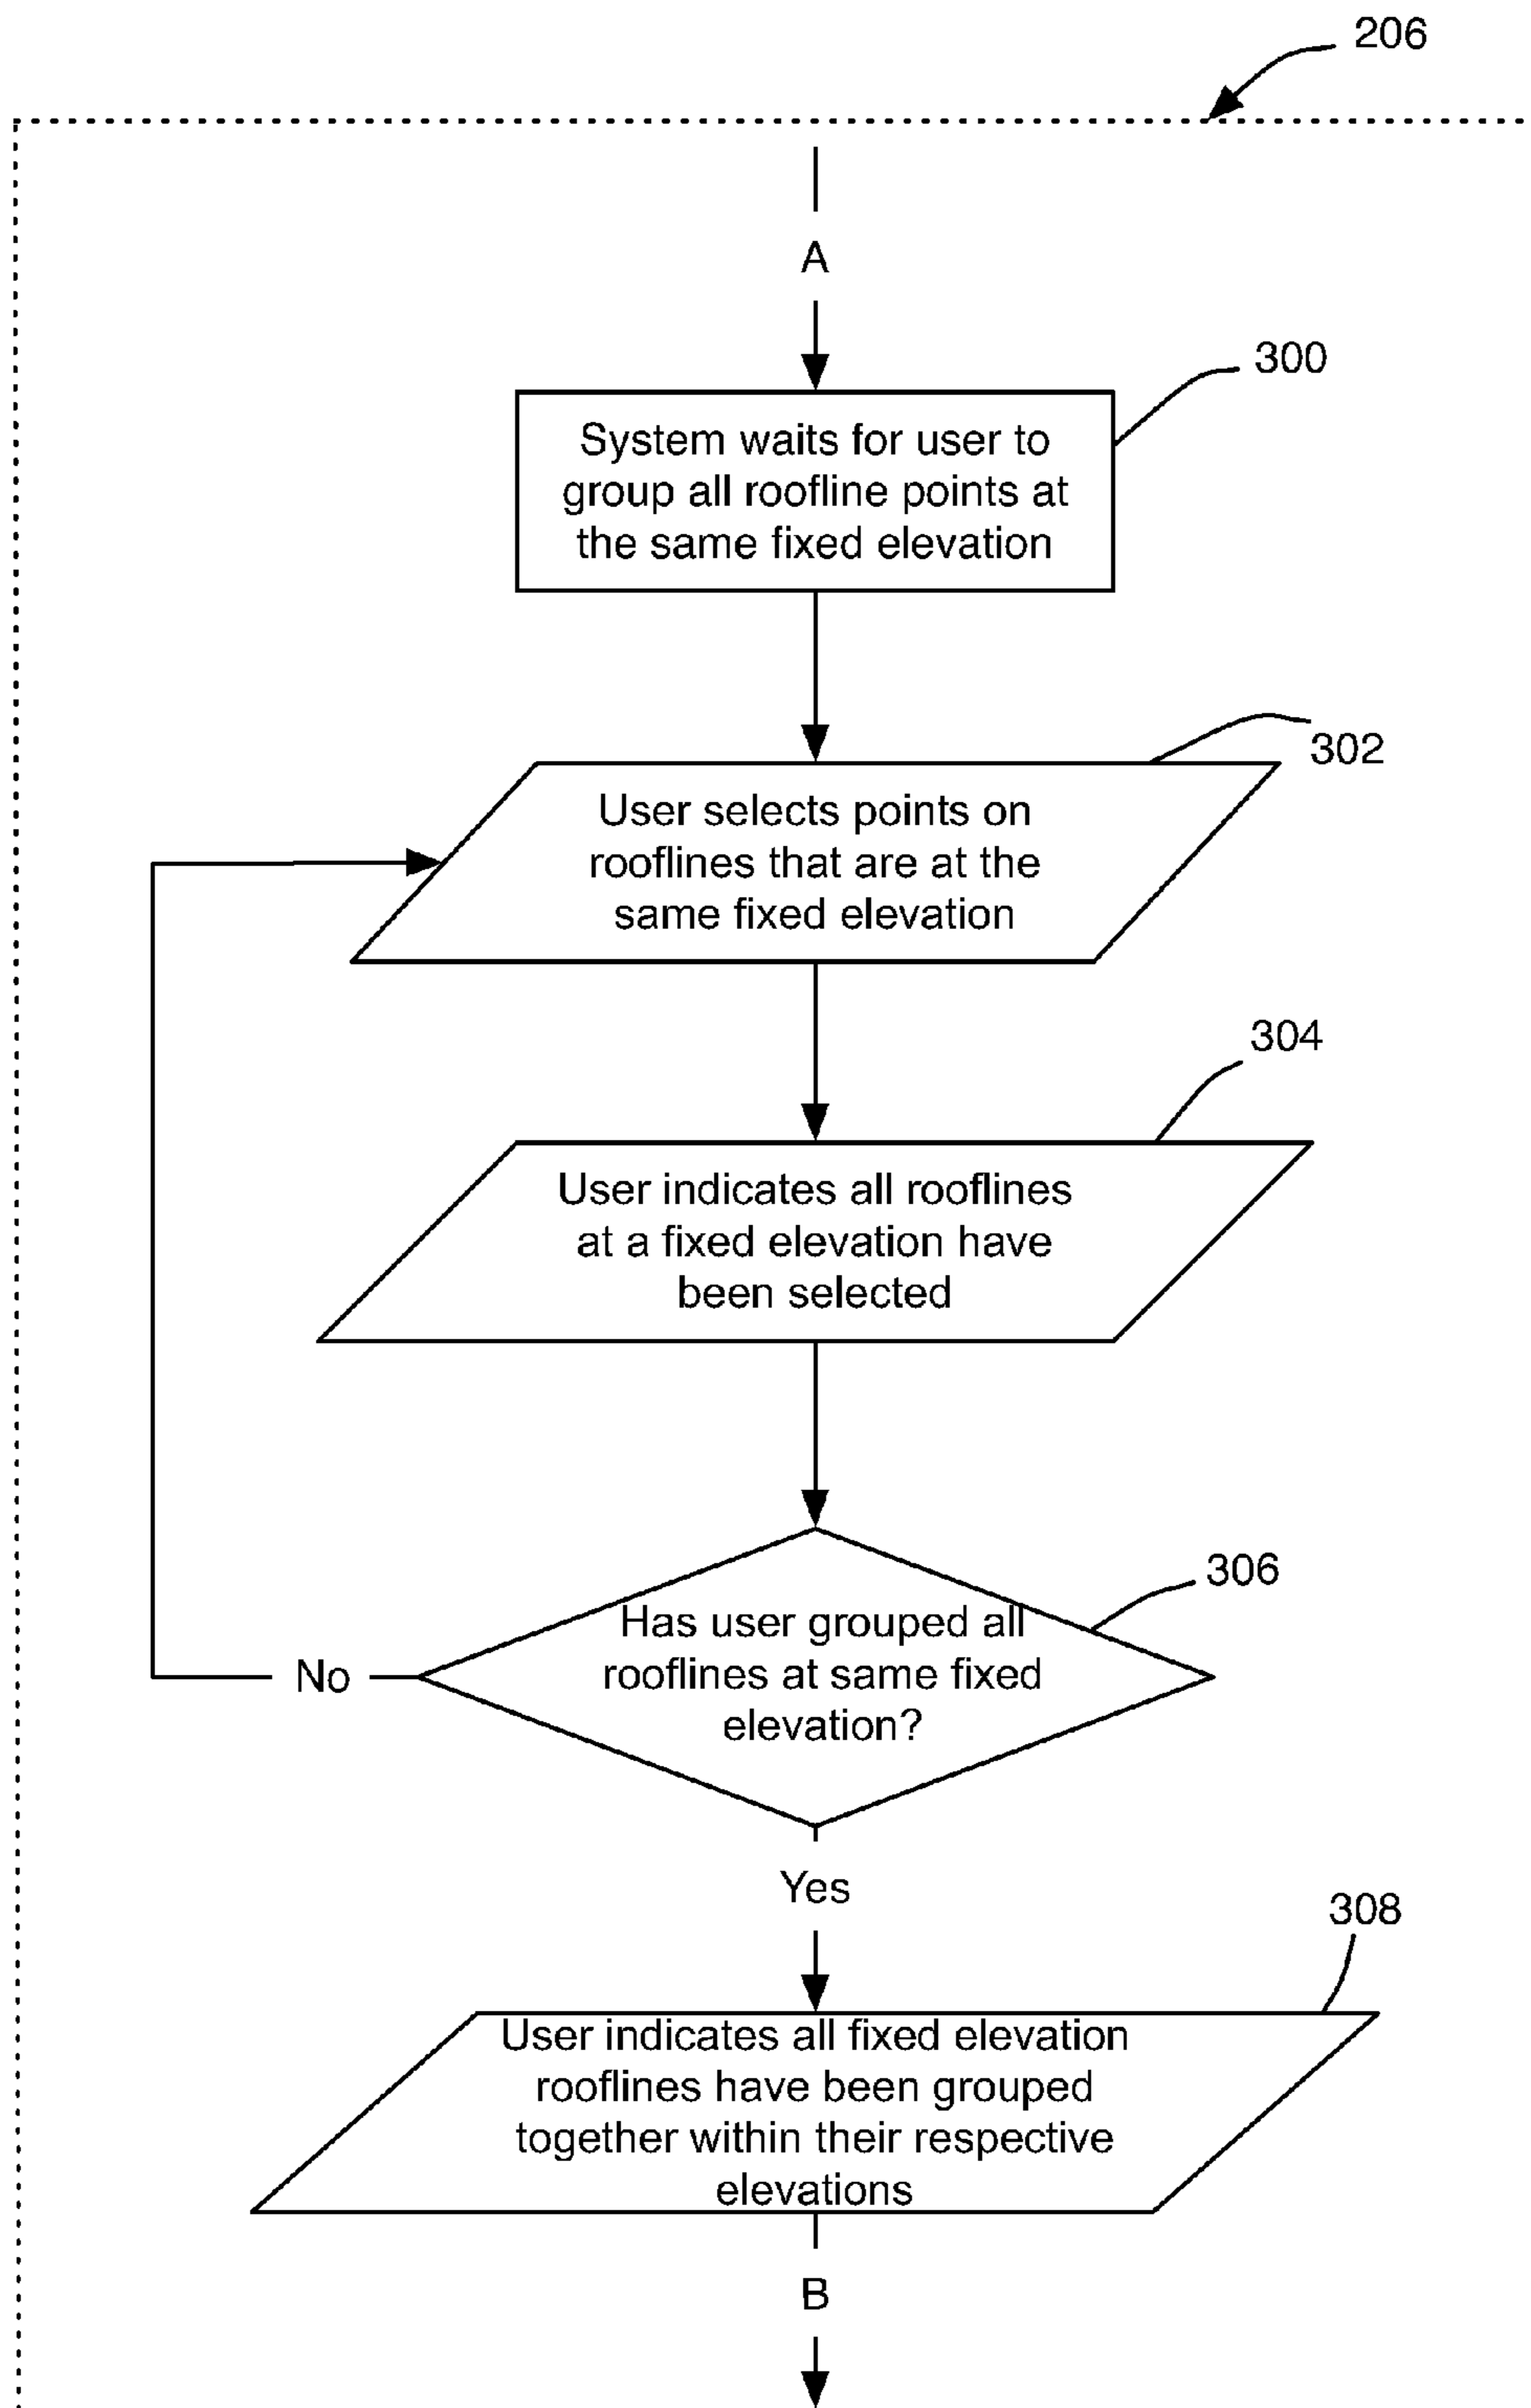 206
A
300
System waits for user to
group all roofline points at
the same fixed elevation
302
User selects points on
rooflines that are at the
same fixed elevation
304
User indicates all rooflines
at a fixed elevation have
been selected
306
Has user grouped all
rooflines at same fixed
elevation?
No
Yes
308
User indicates all fixed elevation
rooflines have been grouped
together within their respective
elevations
B